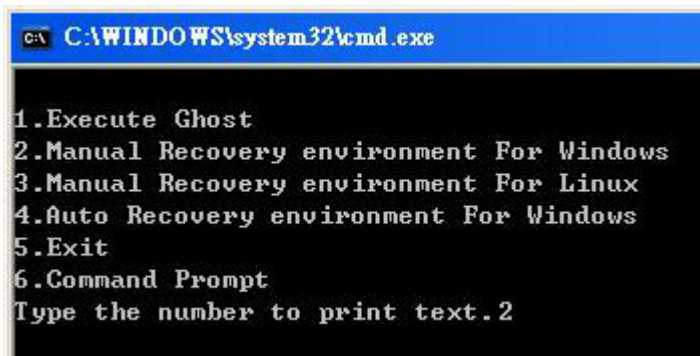 C:\WINDOWS\system32\cmd.exe
1.Execute Ghost
2.Manual Recovery environment For Windows
3.Manual Recovery environment For Linux
4.Auto Recovery environment For Windows
5.Exit
6.Command Prompt
Type the number to print text.2